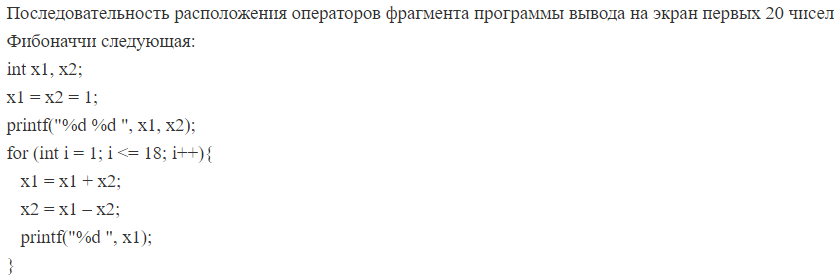 Последовательность расположения операторов фрагмента программы вывода на экран первых 20 чисел
Фибоначчи следующая:
int x1, x2;
x1 = x2 = 1;
printf("%d %d ", x1, x2);
for (int i = 1; i <= 18; i++){
x1 = x1 + x2;
x2 = x1 – x2;
printf("%d ", x1);
}